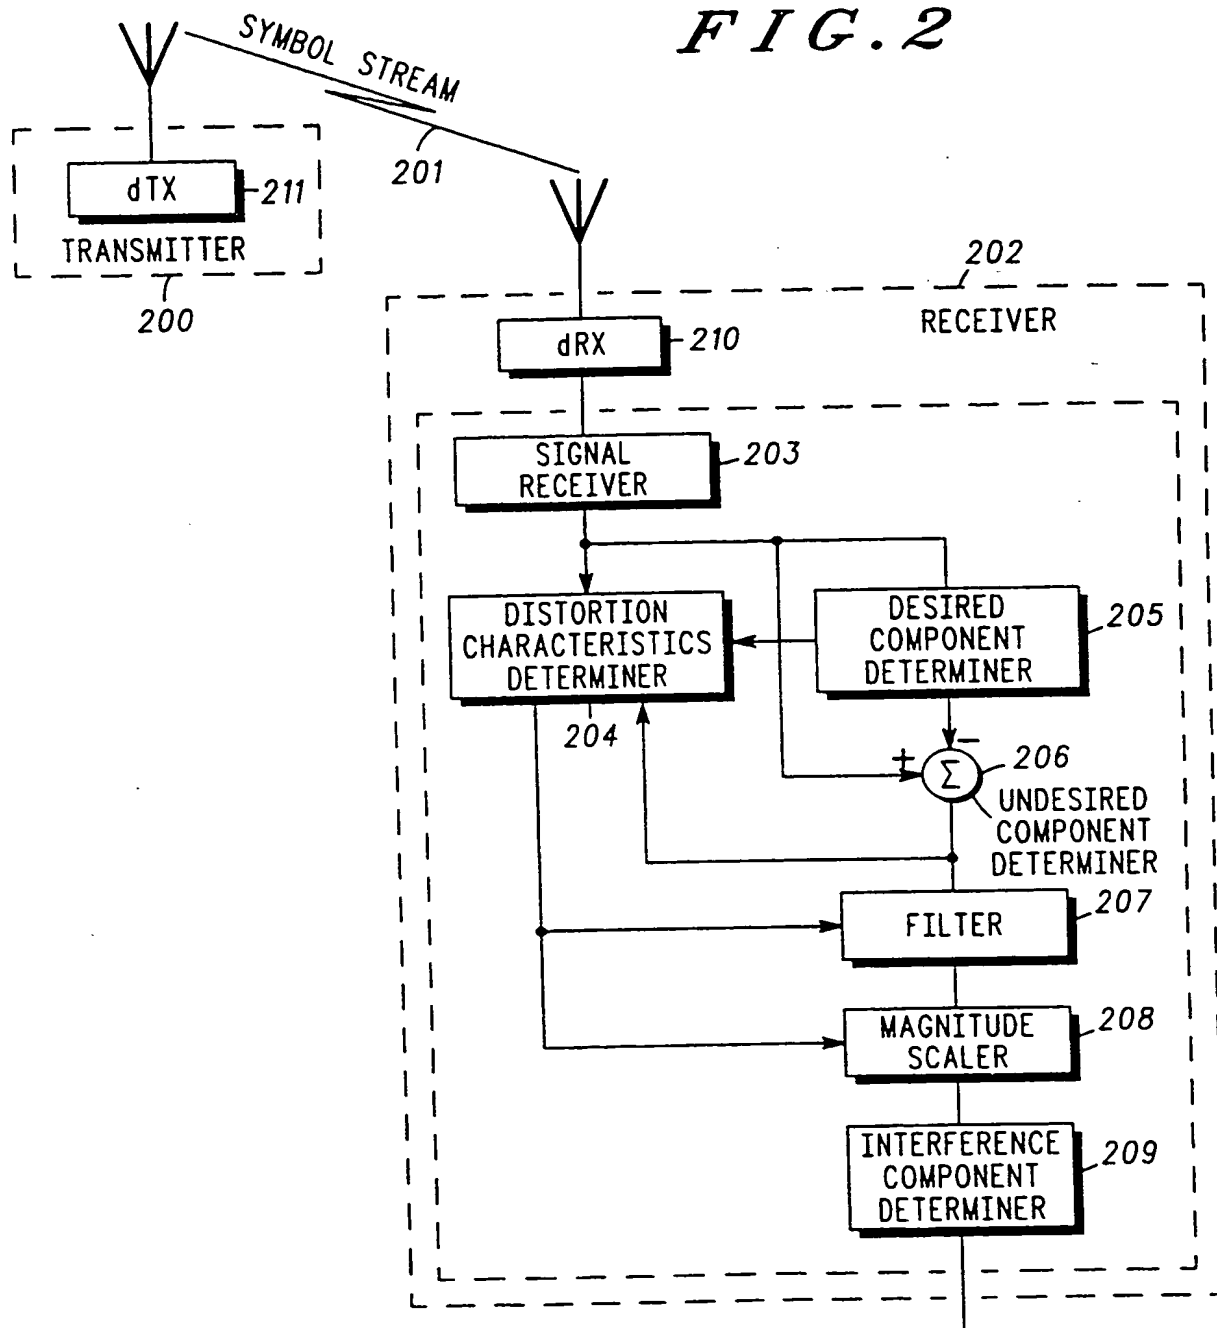 FIG. 2
SYMBOL STREAM
201
dTX
211
TRANSMITTER
200
202
RECEIVER
dRX
210
SIGNAL
RECEIVER
203
DISTORTION
CHARACTERISTICS
DETERMINER
204
DESIRED
COMPONENT
DETERMINER
205
−
+
Σ
206
UNDESIRED
COMPONENT
DETERMINER
FILTER
207
MAGNITUDE
SCALER
208
INTERFERENCE
COMPONENT
DETERMINER
209